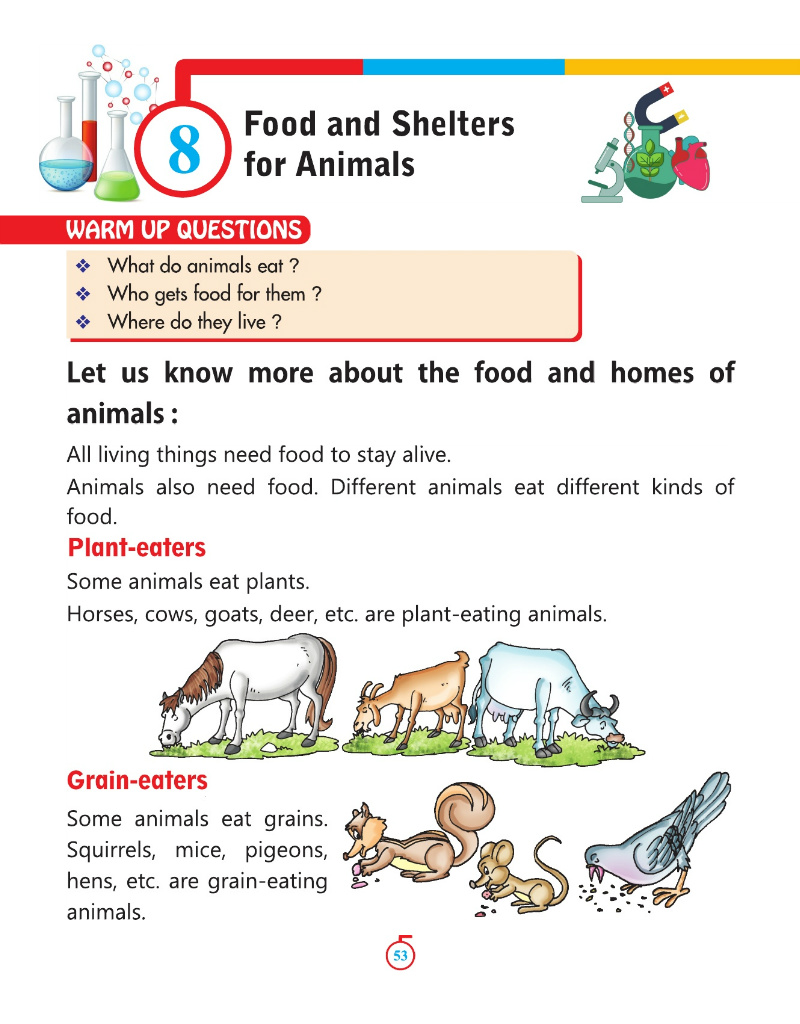 8
Food and Shelters
for Animals
WARM UP QUESTIONS
❖ What do animals eat ?
❖ Who gets food for them ?
❖ Where do they live ?
Let us know more about the food and homes of
animals :
All living things need food to stay alive.
Animals also need food. Different animals eat different kinds of
food.
Plant-eaters
Some animals eat plants.
Horses, cows, goats, deer, etc. are plant-eating animals.
Grain-eaters
Some animals eat grains.
Squirrels, mice, pigeons,
hens, etc. are grain-eating
animals.
53